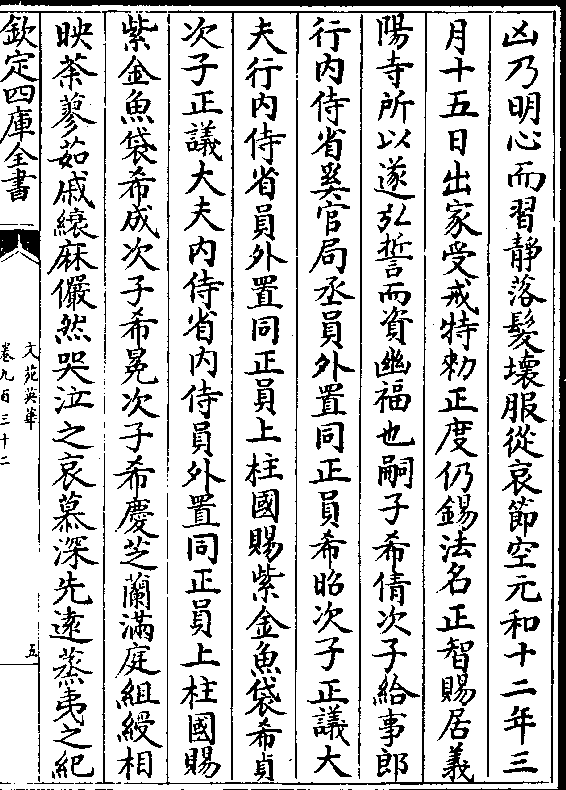 凶乃明心而習靜落髮壞服從哀節空元和十二年三
月十五日出家受戒特勑正度仍錫法名正智賜居義
陽寺所以遂弘誓而資幽福也嗣子希倩次子給事郎
行內侍省奚官局丞員外置同正員希昭次子正議大
夫行內侍省員外置同正員上柱國賜紫金魚袋希貞
次子正議大夫內侍省內侍員外置同正員上柱國賜
紫金魚袋希成次子希晃次子希慶芝蘭滿庭組綬相
映荼蓼茹戚縗麻儼然哭泣之哀慕深先遠蒸夷之紀
欽定四庫全書
文苑英華
卷九百三十二
五